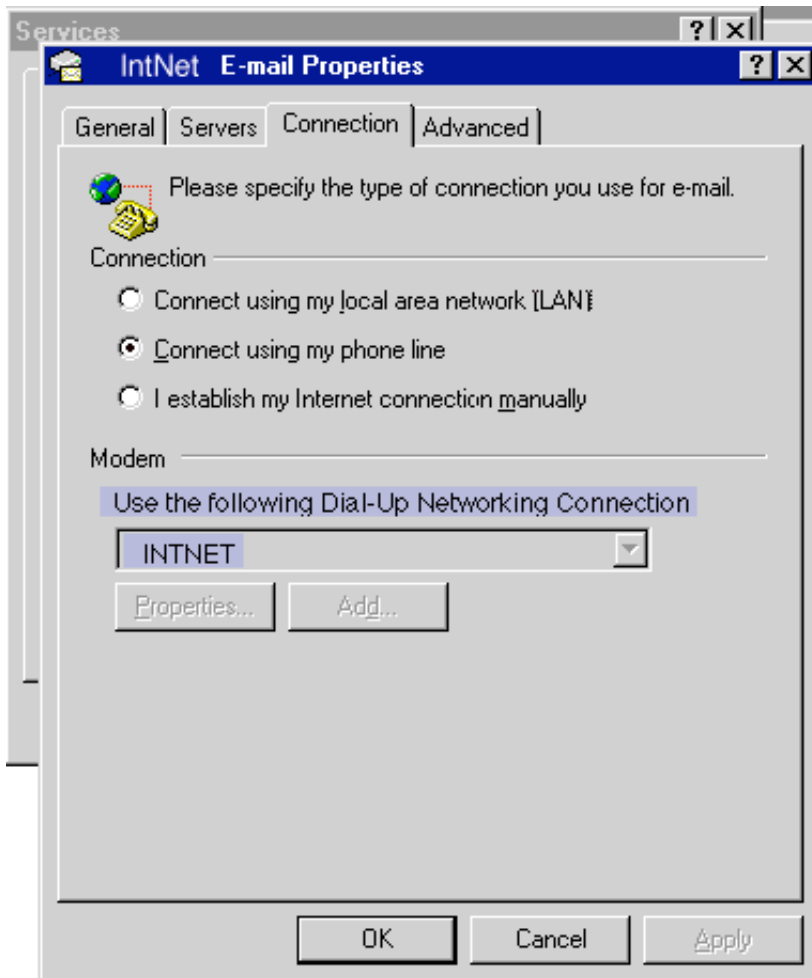 Services
IntNet E-mail Properties
General Servers Connection Advanced
Please specify the type of connection you use for e-mail.
Connection
Connect using my local area network (LAN)
Connect using my phone line
I establish my Internet connection manually
Modem
Use the following Dial-Up Networking Connection
INTNET
Properties... Add...
OK Cancel Apply